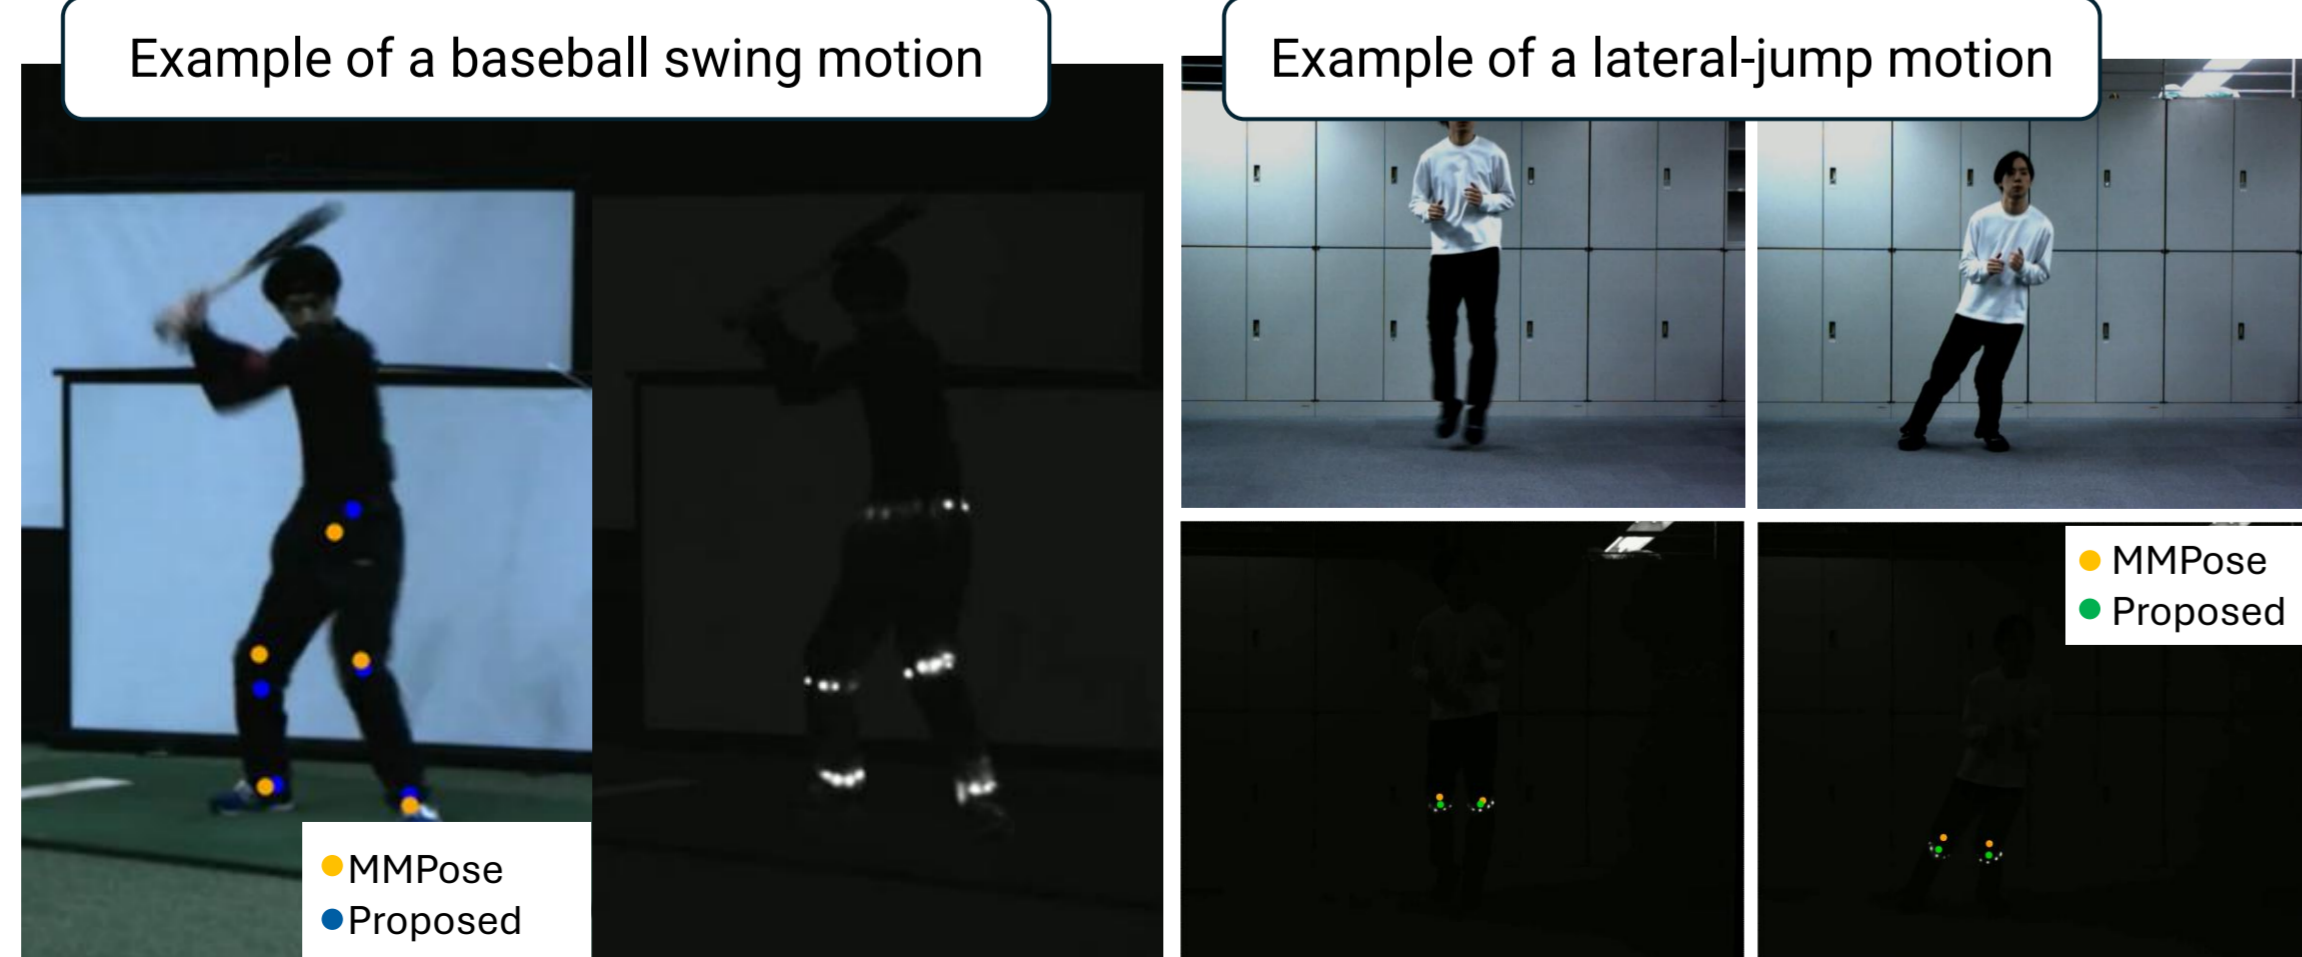 Example of a baseball swing motion
Example of a lateral-jump motion
MMPose
Proposed
MMPose
Proposed